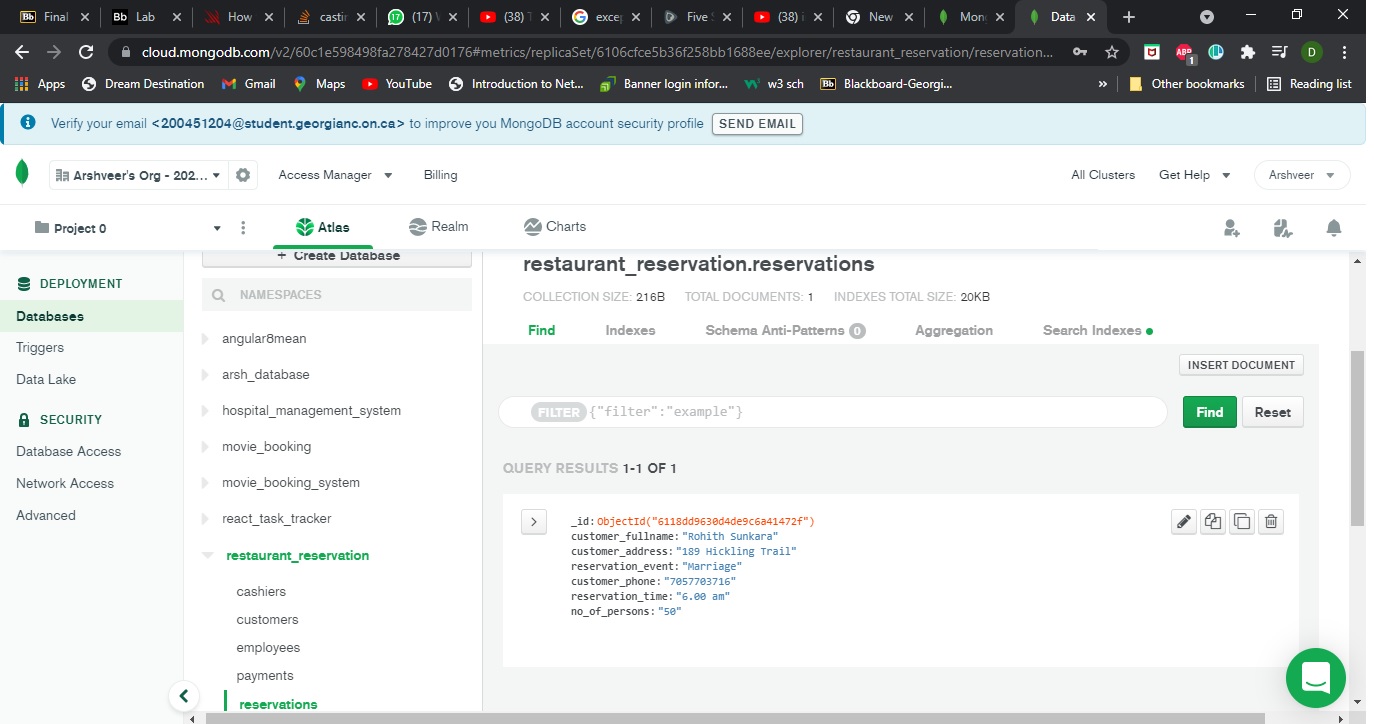 Final
Lab
How
castir
(17) V
(38) T
excep
Five S
(38) i
New
Mon
Data
cloud.mongodb.com/v2/60c1e598498fa278427d0176#metrics/replicaSet/6106cfce5b36f258bb1688ee/explorer/restaurant_reservation/reservation...
Apps
Dream Destination
Gmail
Maps
YouTube
Introduction to Net...
Banner login infor...
w3 sch
Blackboard-Georgi...
»
Other bookmarks
Reading list
Verify your email <200451204@student.georgianc.on.ca> to improve you MongoDB account security profile
SEND EMAIL
Arshveer's Org - 202...
Access Manager
Billing
All Clusters
Get Help
Arshveer
Project 0
Atlas
Realm
Charts
DEPLOYMENT
Databases
Triggers
Data Lake
SECURITY
Database Access
Network Access
Advanced
+ Create Database
NAMESPACES
angular8mean
arsh_database
hospital_management_system
movie_booking
movie_booking_system
react_task_tracker
restaurant_reservation
cashiers
customers
employees
payments
reservations
restaurant_reservation.reservations
COLLECTION SIZE: 216B TOTAL DOCUMENTS: 1 INDEXES TOTAL SIZE: 20KB
Find
Indexes
Schema Anti-Patterns 0
Aggregation
Search Indexes
INSERT DOCUMENT
FILTER {"filter":"example"}
Find
Reset
QUERY RESULTS 1-1 OF 1
_id: ObjectId("6118dd9630d4de9c6a41472f")
customer_fullname: "Rohith Sunkara"
customer_address: "189 Hickling Trail"
reservation_event: "Marriage"
customer_phone: "7057703716"
reservation_time: "6.00 am"
no_of_persons: "50"